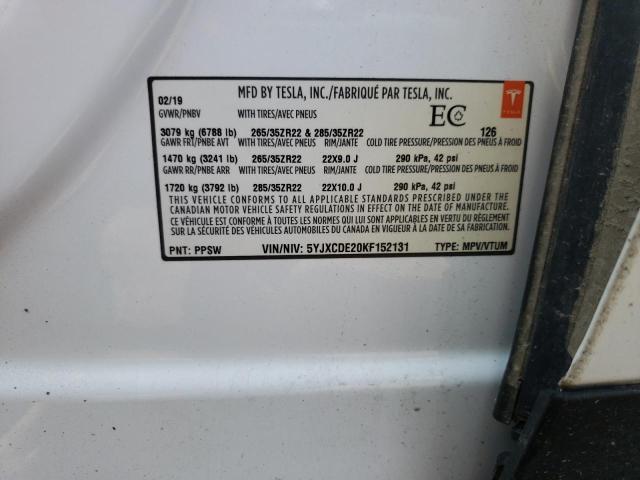 MFD BY TESLA, INC./FABRIQUÉ PAR TESLA, INC.
TESLA
02/19
GVWR/PNBV WITH TIRES/AVEC PNEUS
EC
3079 kg (6788 lb) 265/35ZR22 & 285/35ZR22 126
GAWR FRT/PNBE AVT WITH TIRES/AVEC PNEUS RIM/JANTE COLD TIRE PRESSURE/PRESSION DES PNEUS À FROID
1470 kg (3241 lb) 265/35ZR22 22X9.0 J 290 kPa, 42 psi
GAWR RR/PNBE ARR WITH TIRES/AVEC PNEUS RIM/JANTE COLD TIRE PRESSURE/PRESSION DES PNEUS À FROID
1720 kg (3792 lb) 285/35ZR22 22X10.0 J 290 kPa, 42 psi
THIS VEHICLE CONFORMS TO ALL APPLICABLE STANDARDS PRESCRIBED UNDER THE
CANADIAN MOTOR VEHICLE SAFETY REGULATIONS IN EFFECT ON THE DATE OF MANUFACTURE
CE VÉHICULE EST CONFORME À TOUTES LES NORMES QUI LUI SONT APPLICABLES EN VERTU DU RÈGLEMENT
SUR LA SÉCURITÉ DES VÉHICULES AUTOMOBILES DU CANADA EN VIGUEUR À LA DATE DE SA FABRICATION
PNT: PPSW VIN/NIV: 5YJXCDE20KF152131 TYPE: MPV/VTUM